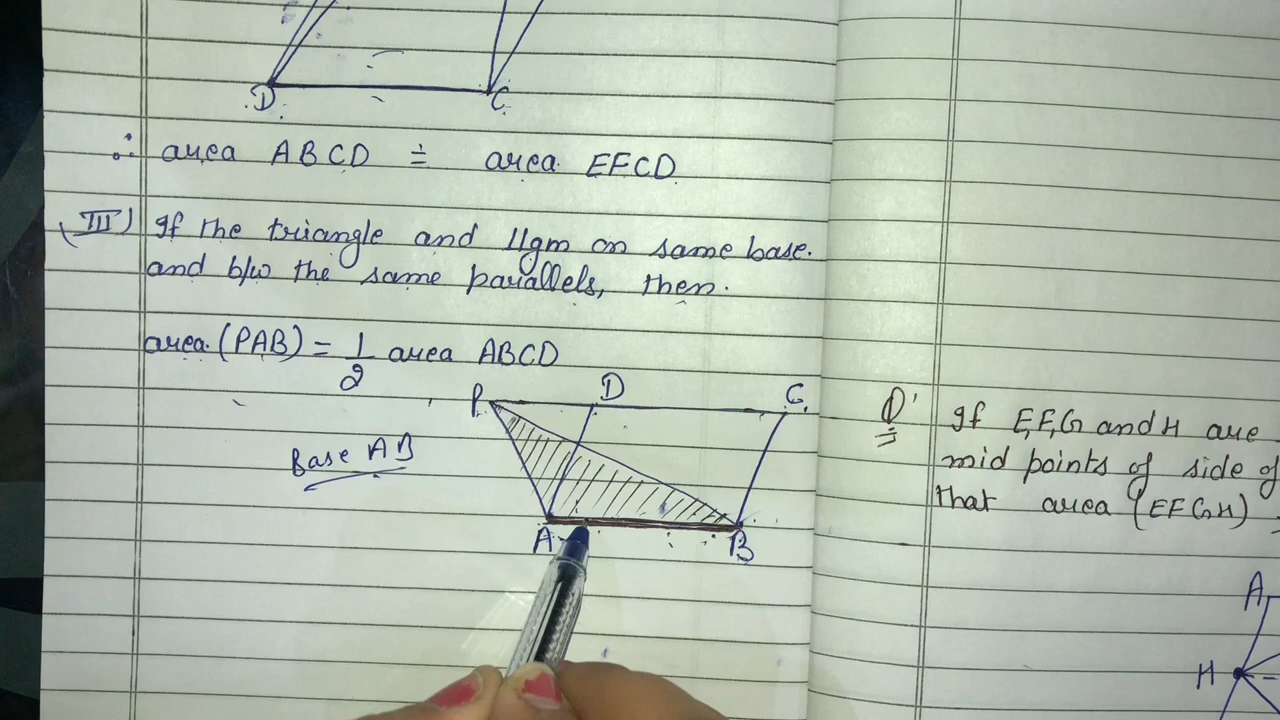 D
C
∴ area ABCD = area EFCD
(III) If the triangle and llgm on same base.
and b/w the same parallels, then.
area (PAB) = 1/2 area ABCD
P D C
Base AB
A B
Q' If E,F,G and H are
mid points of side of
that area (EFGH)
A
H